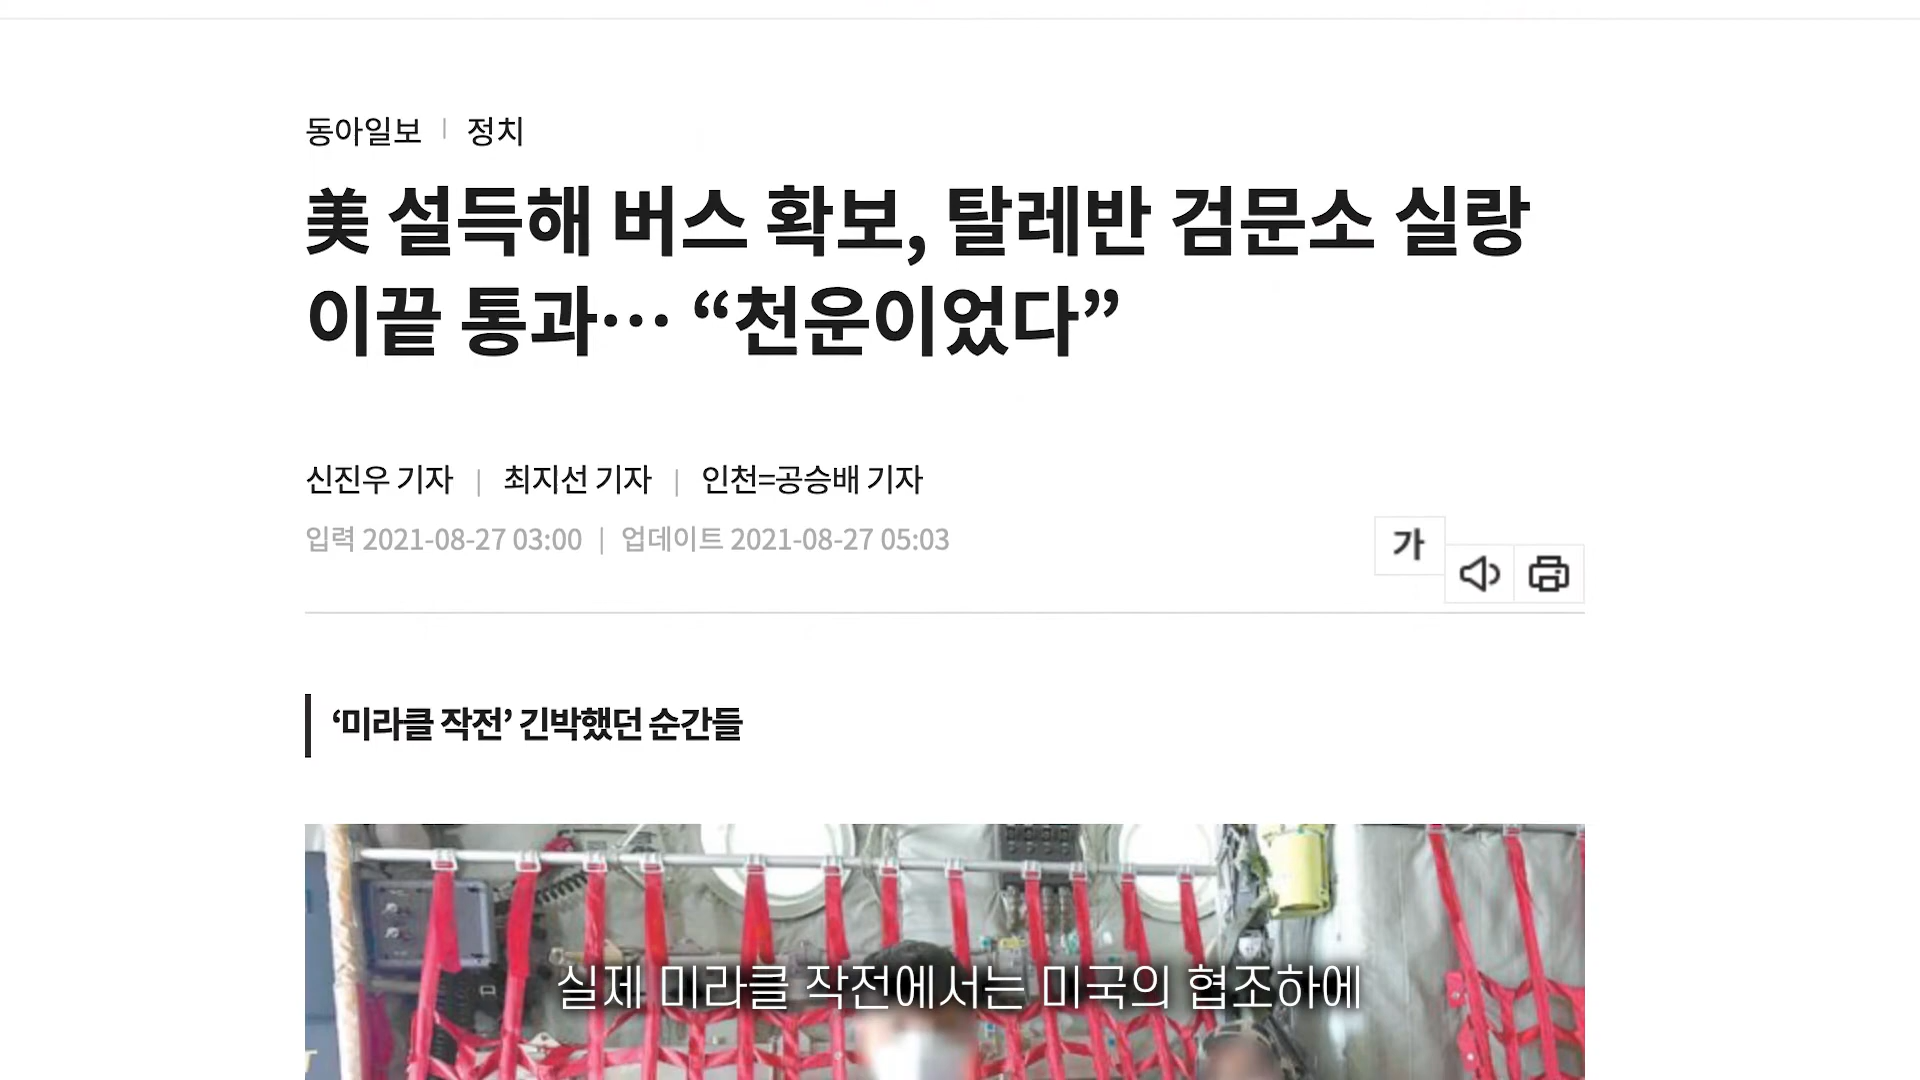 동아일보 | 정치
美 설득해 버스 확보, 탈레반 검문소 실랑
이끝 통과… “천운이었다”
신진우 기자 | 최지선 기자 | 인천=공승배 기자
입력 2021-08-27 03:00 | 업데이트 2021-08-27 05:03
가
‘미라클 작전’ 긴박했던 순간들
실제 미라클 작전에서는 미국의 협조하에